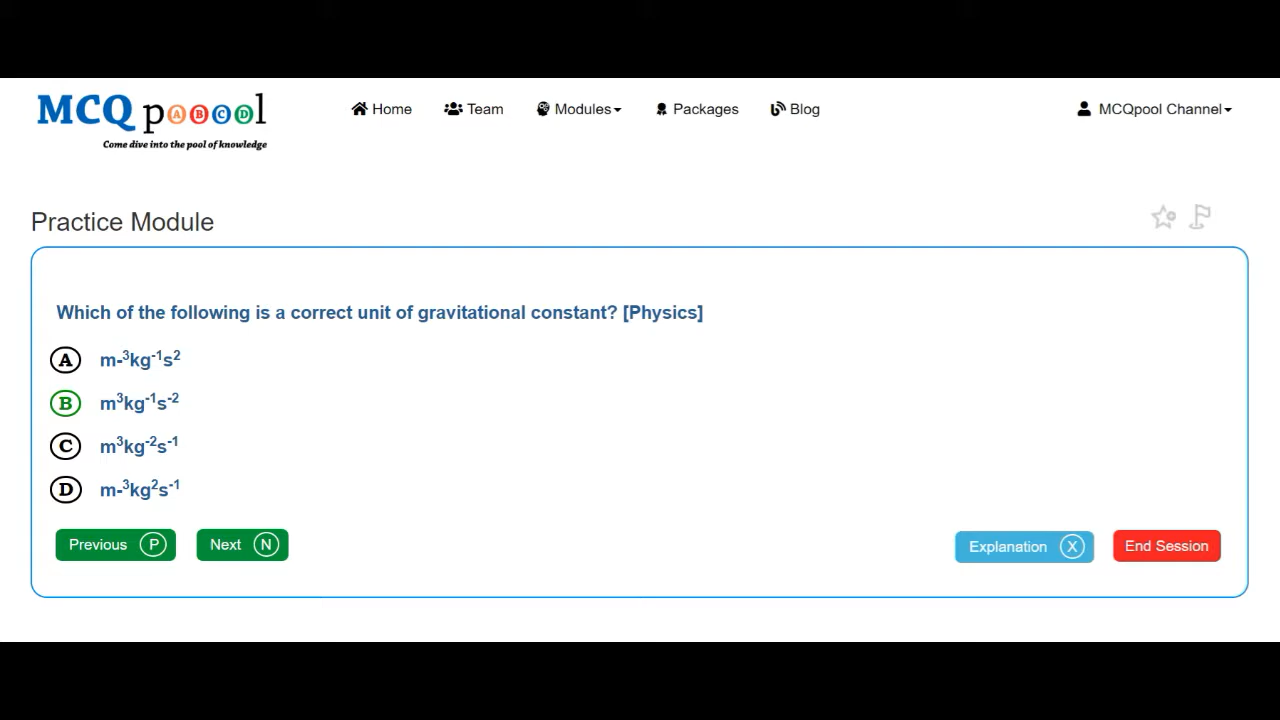 MCQ pⒶⒷⒸⒹl
Come dive into the pool of knowledge
Home Team Modules Packages Blog MCQpool Channel
Practice Module
Which of the following is a correct unit of gravitational constant? [Physics]
A m-³kg⁻¹s²
B m³kg⁻¹s⁻²
C m³kg⁻²s⁻¹
D m-³kg²s⁻¹
Previous P Next N Explanation X End Session